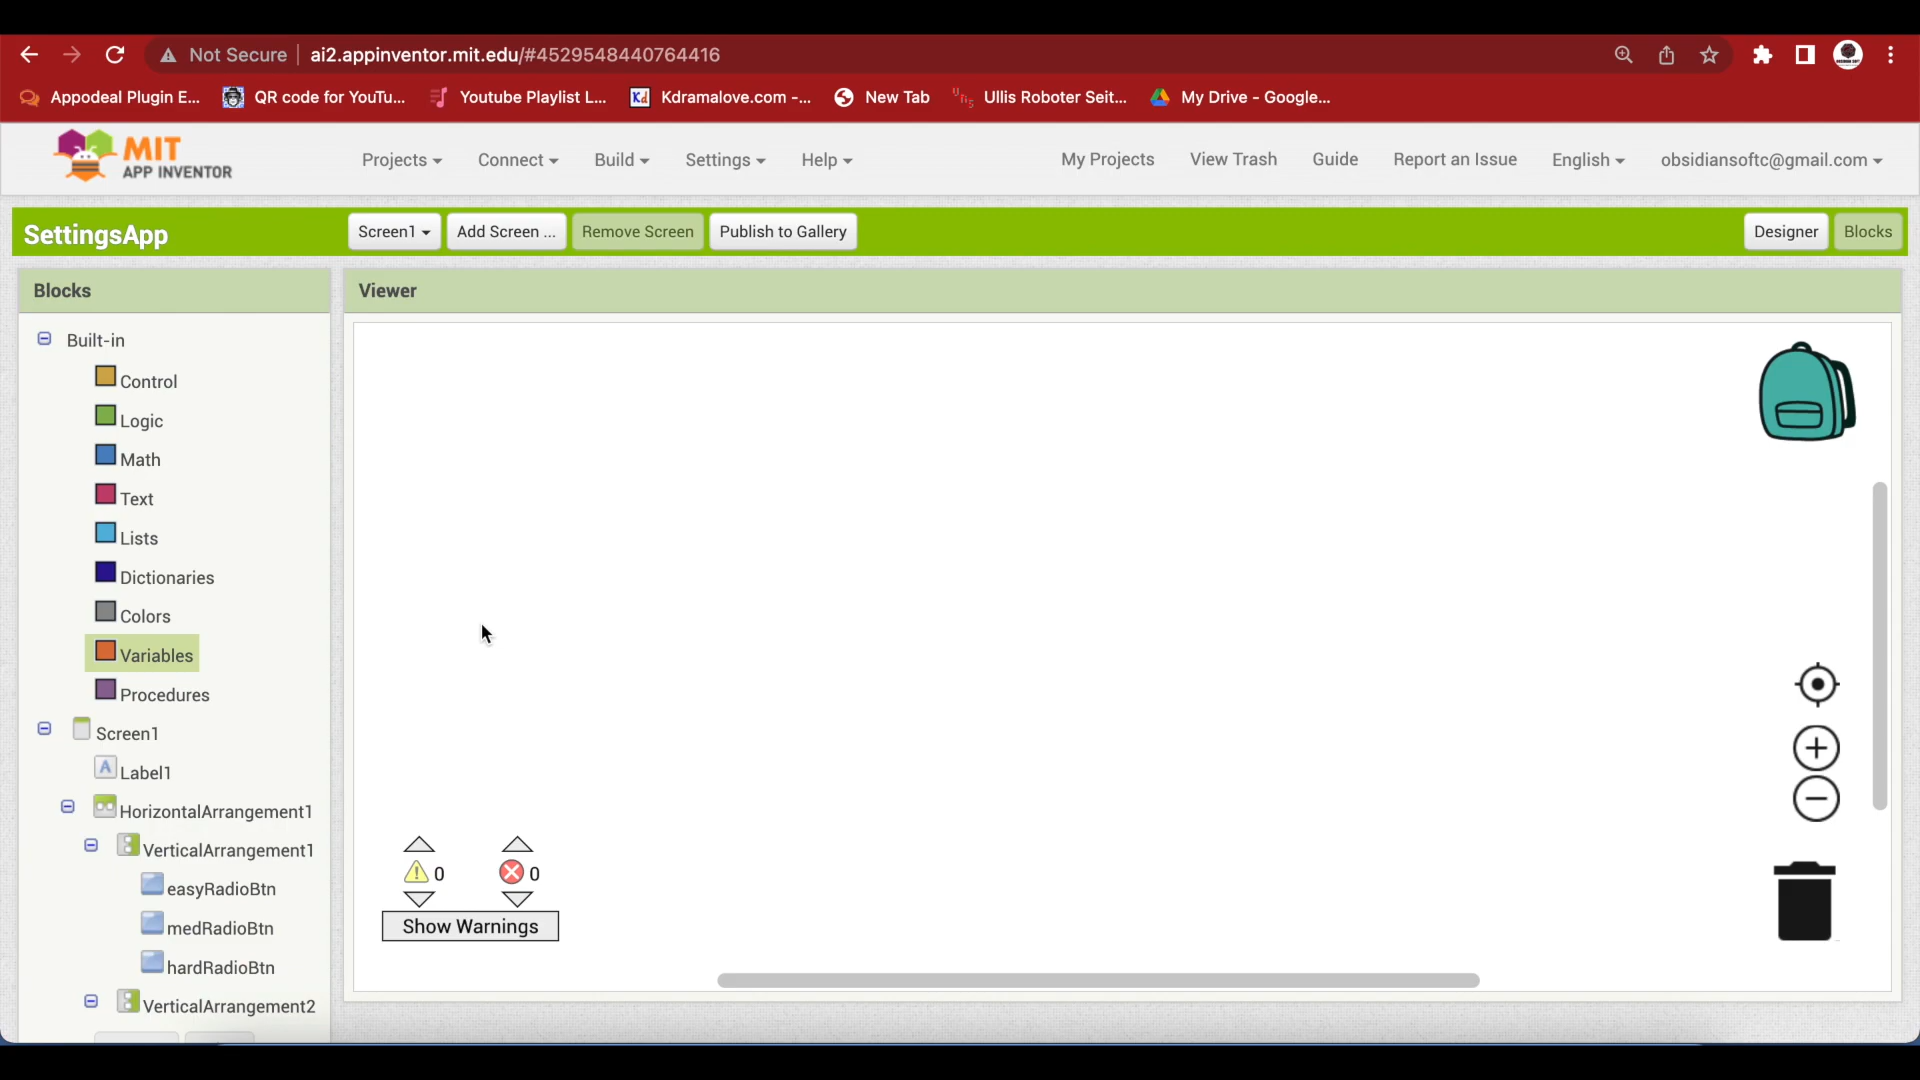 Not Secure ai2.appinventor.mit.edu/#4529548440764416
Appodeal Plugin E... QR code for YouTu... Youtube Playlist L... Kd Kdramalove.com -... New Tab Ullis Roboter Seit... My Drive - Google...
MIT
APP INVENTOR
Projects Connect Build Settings Help My Projects View Trash Guide Report an Issue English obsidiansoftc@gmail.com
SettingsApp Screen1 Add Screen ... Remove Screen Publish to Gallery Designer Blocks
Blocks Viewer
Built-in
Control
Logic
Math
Text
Lists
Dictionaries
Colors
Variables
Procedures
Screen1
A Label1
HorizontalArrangement1
VerticalArrangement1
easyRadioBtn
medRadioBtn
hardRadioBtn
VerticalArrangement2
0 0
Show Warnings